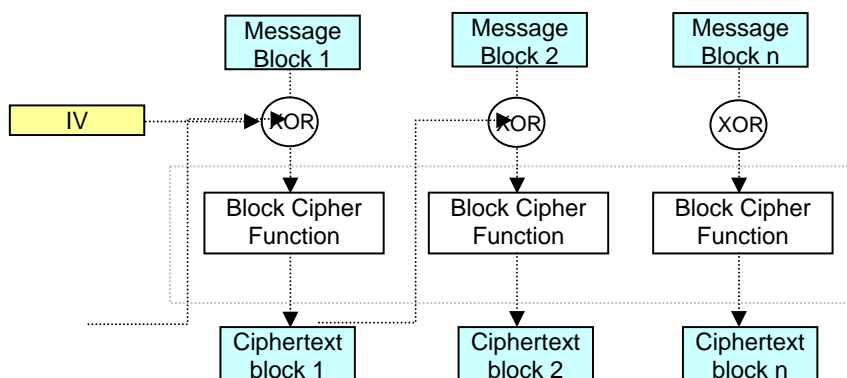 Message
Block 1
Message
Block 2
Message
Block n
IV
XOR
XOR
XOR
Block Cipher
Function
Block Cipher
Function
Block Cipher
Function
Ciphertext
block 1
Ciphertext
block 2
Ciphertext
block n